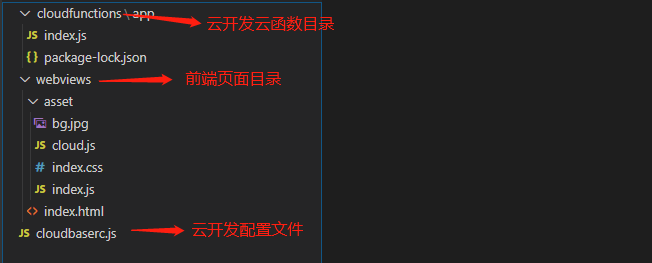 cloudfunctions \ app
云开发云函数目录
JS index.js
{ } package-lock.json
webviews
前端页面目录
asset
bg.jpg
JS cloud.js
# index.css
JS index.js
<> index.html
JS cloudbaserc.js
云开发配置文件